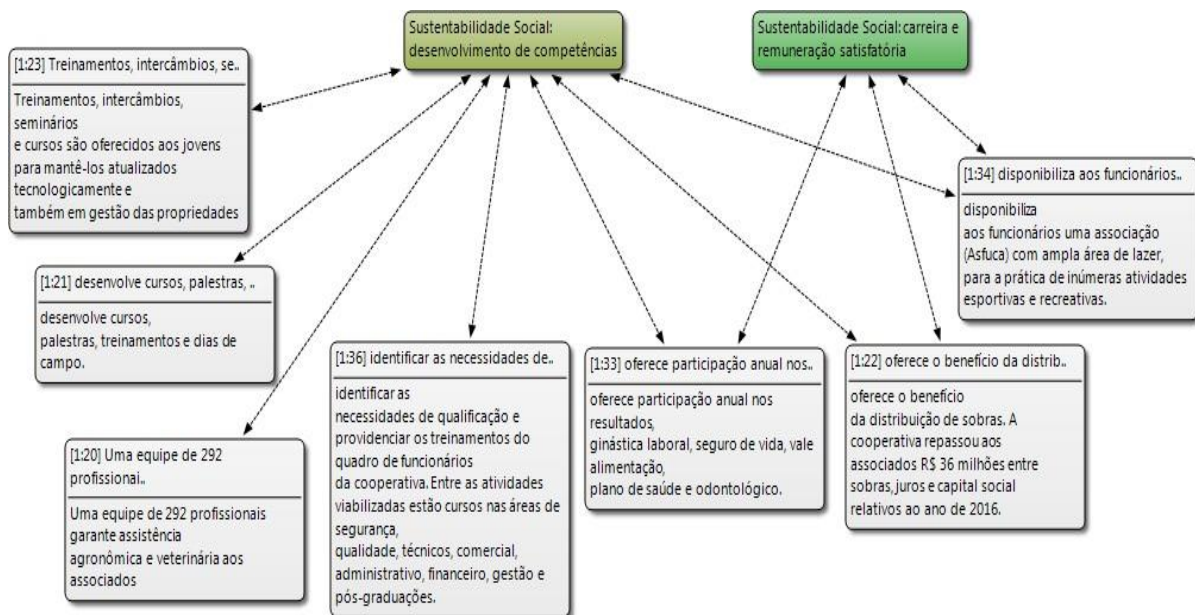 Sustentabilidade Social:
desenvolvimento de competências
Sustentabilidade Social: carreira e
remuneração satisfatória
[1:23] Treinamentos, intercâmbios, se..
Treinamentos, intercâmbios,
seminários
e cursos são oferecidos aos jovens
para mantê-los atualizados
tecnologicamente e
também em gestão das propriedades
[1:34] disponibiliza aos funcionários..
disponibiliza
aos funcionários uma associação
(Asfuca) com ampla área de lazer,
para a prática de inúmeras atividades
esportivas e recreativas.
[1:21] desenvolve cursos, palestras, ..
desenvolve cursos,
palestras, treinamentos e dias de
campo.
[1:36] identificar as necessidades de..
identificar as
necessidades de qualificação e
providenciar os treinamentos do
quadro de funcionários
da cooperativa. Entre as atividades
viabilizadas estão cursos nas áreas de
segurança,
qualidade, técnicos, comercial,
administrativo, financeiro, gestão e
pós-graduações.
[1:33] oferece participação anual nos..
oferece participação anual nos
resultados,
ginástica laboral, seguro de vida, vale
alimentação,
plano de saúde e odontológico.
[1:22] oferece o benefício da distrib..
oferece o benefício
da distribuição de sobras. A
cooperativa repassou aos
associados R$ 36 milhões entre
sobras, juros e capital social
relativos ao ano de 2016.
[1:20] Uma equipe de 292
profissionai..
Uma equipe de 292 profissionais
garante assistência
agronômica e veterinária aos
associados